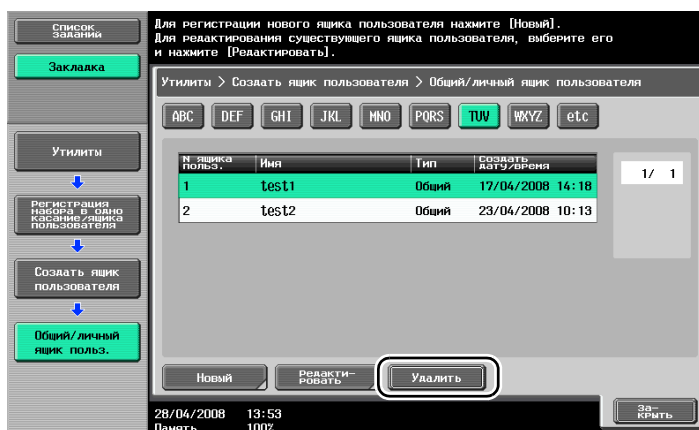 Список
заданий
Закладка
Для регистрации нового ящика пользователя нажмите [Новый].
Для редактирования существующего ящика пользователя, выберите его
и нажмите [Редактировать].
Утилиты > Создать ящик пользователя > Общий/личный ящик пользователя
ABC DEF GHI JKL MNO PQRS TUV WXYZ etc
Утилиты
Регистрация
набора в одно
касание/ящика
пользователя
Создать ящик
пользователя
Общий/личный
ящик польз.
N ящика
польз. Имя Тип Создать
дату/время
1 test1 Общий 17/04/2008 14:18
2 test2 Общий 23/04/2008 10:13
1/ 1
Новый
Редакти-
ровать
Удалить
28/04/2008 13:53
Память 100%
За-
крыть